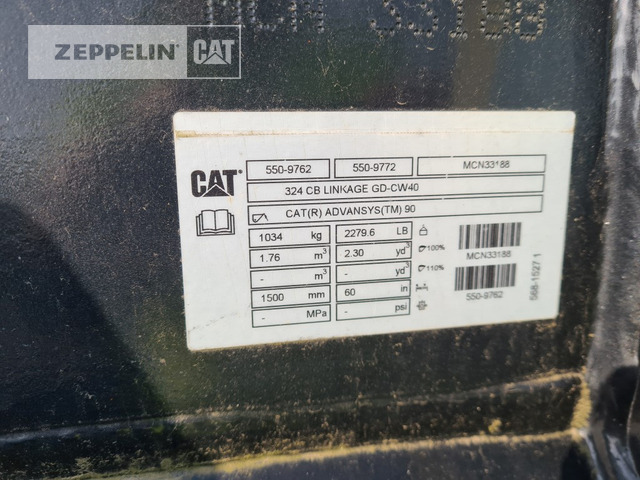 MCN 33188
ZEPPELIN CAT
550-9762 550-9772 MCN33188
CAT
324 CB LINKAGE GD-CW40
CAT(R) ADVANSYS(TM) 90
1034 kg 2279.6 LB
1.76 m³ 2.30 yd³ 100%
- m³ - yd³ 110%
1500 mm 60 in
- MPa - psi
MCN33188
550-9762
568-1527 1